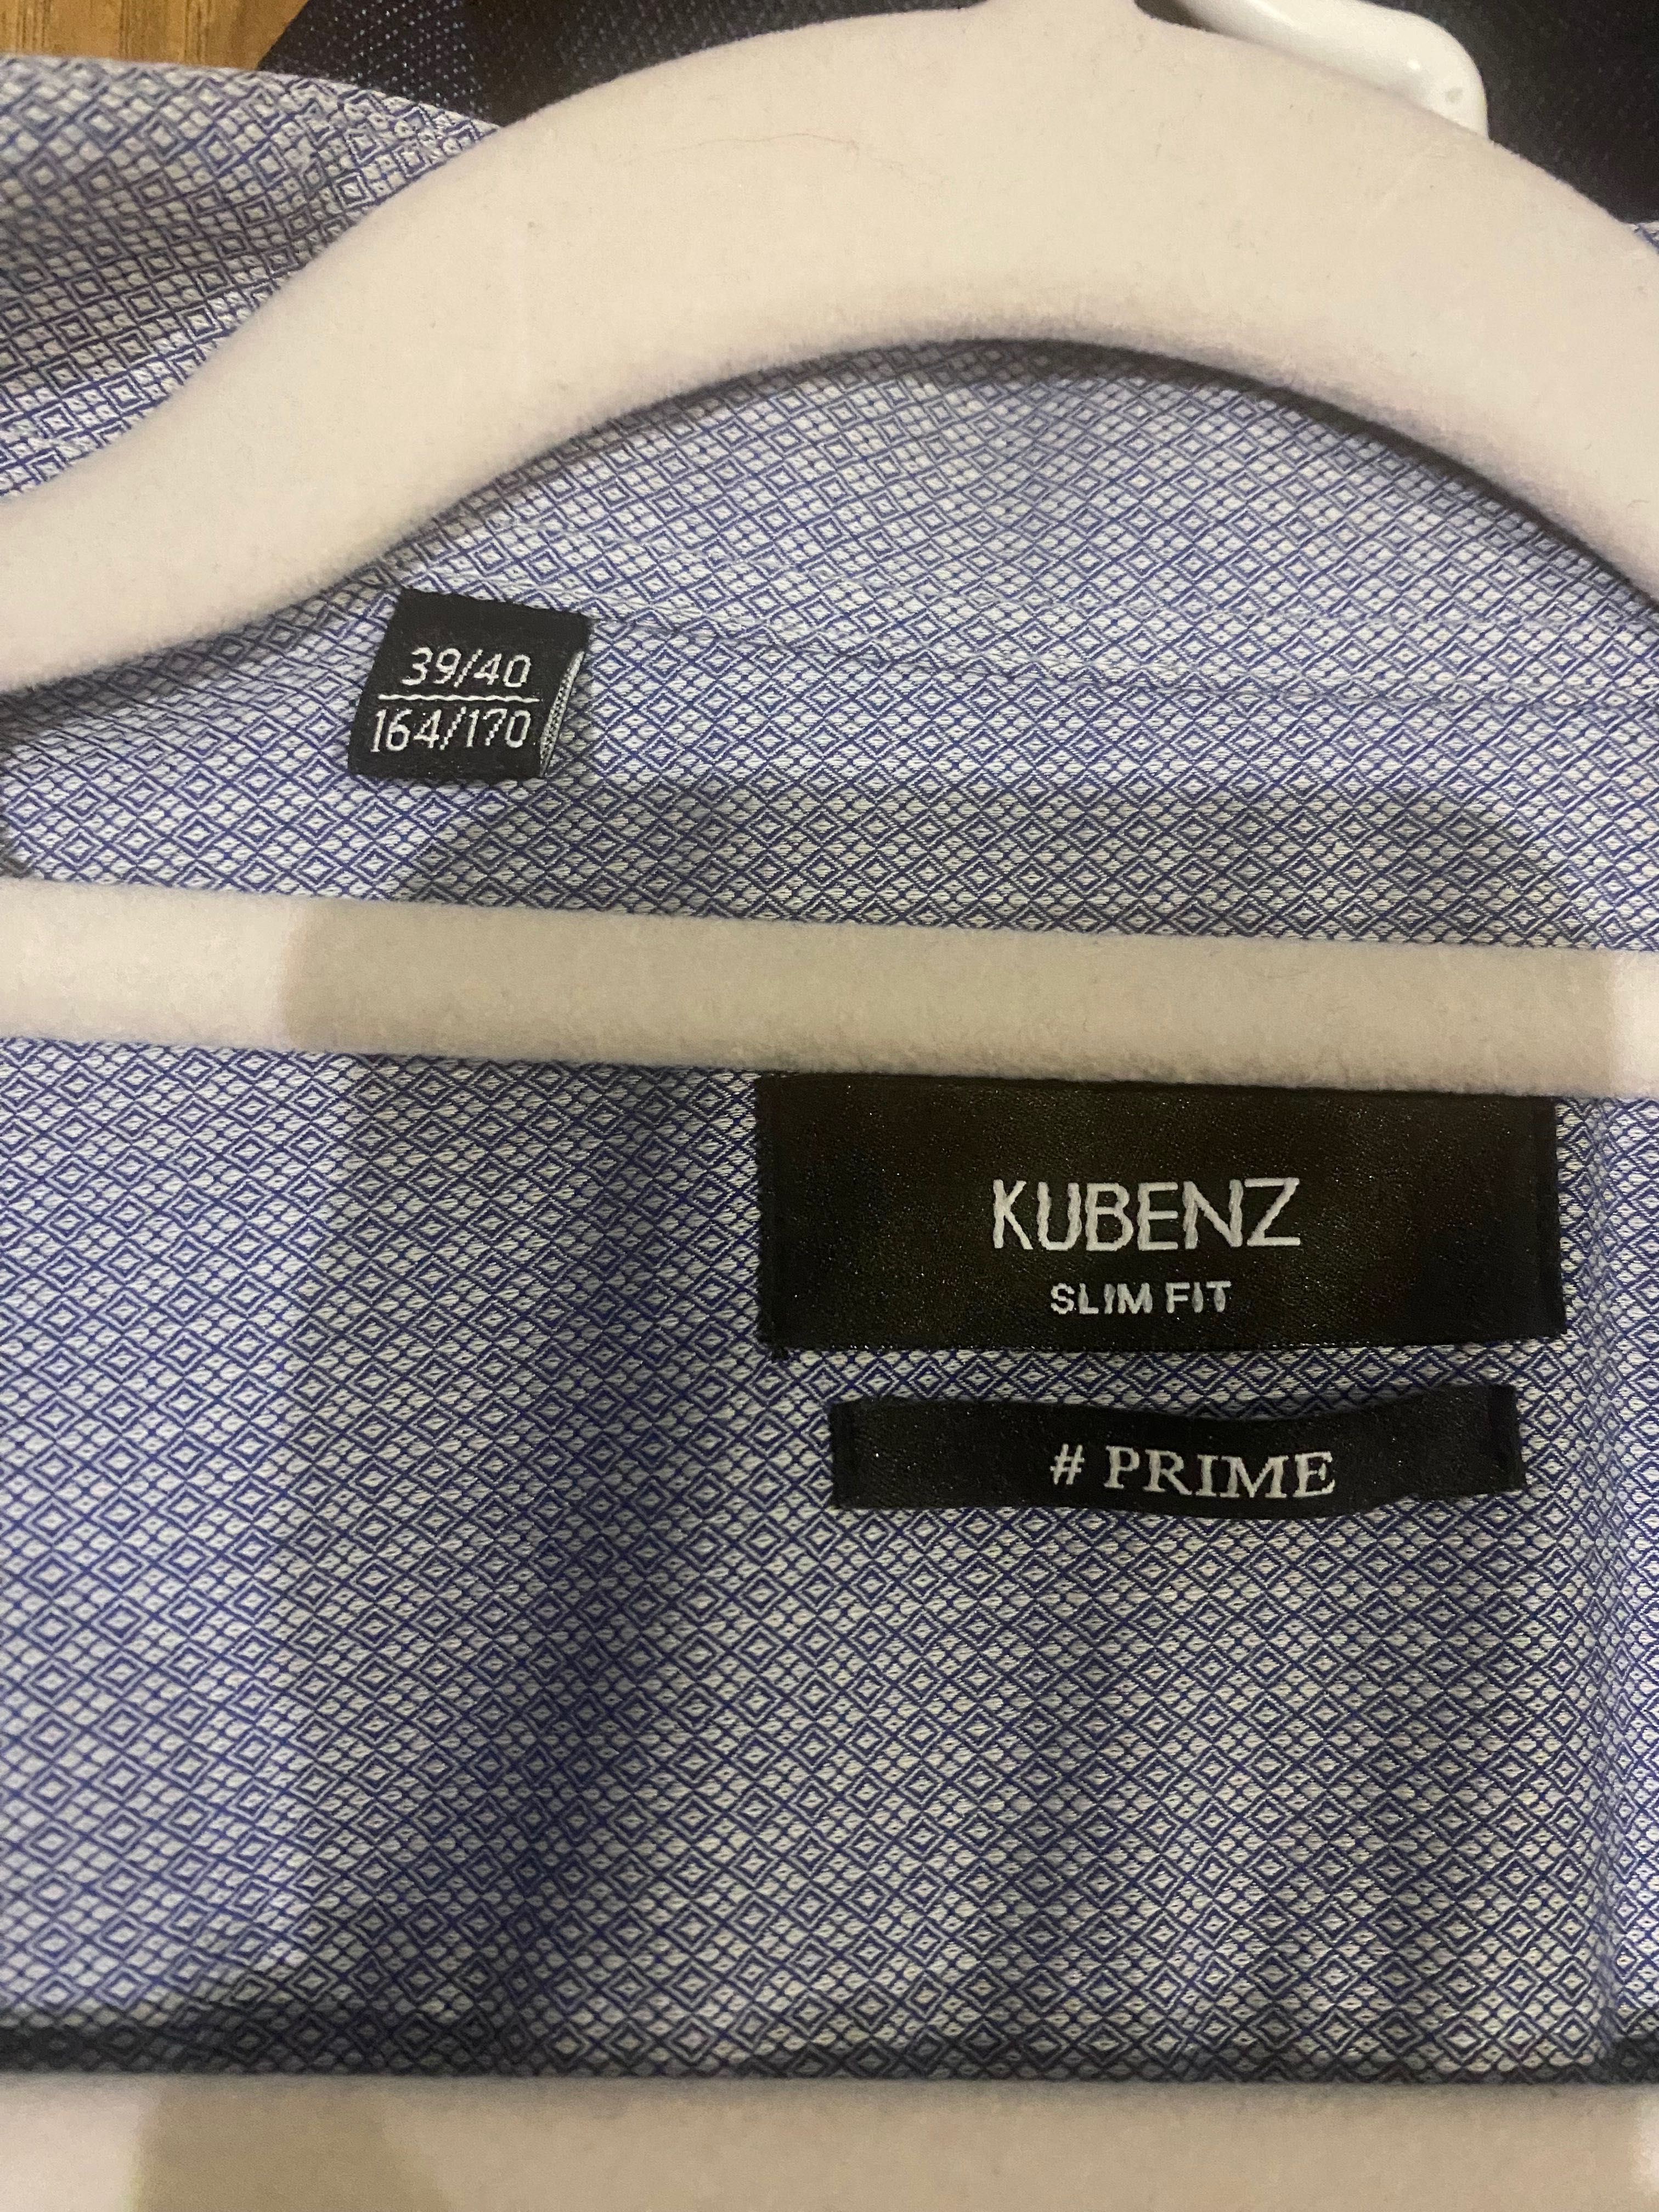 39/40
164/170
KUBENZ
SLIM FIT
# PRIME